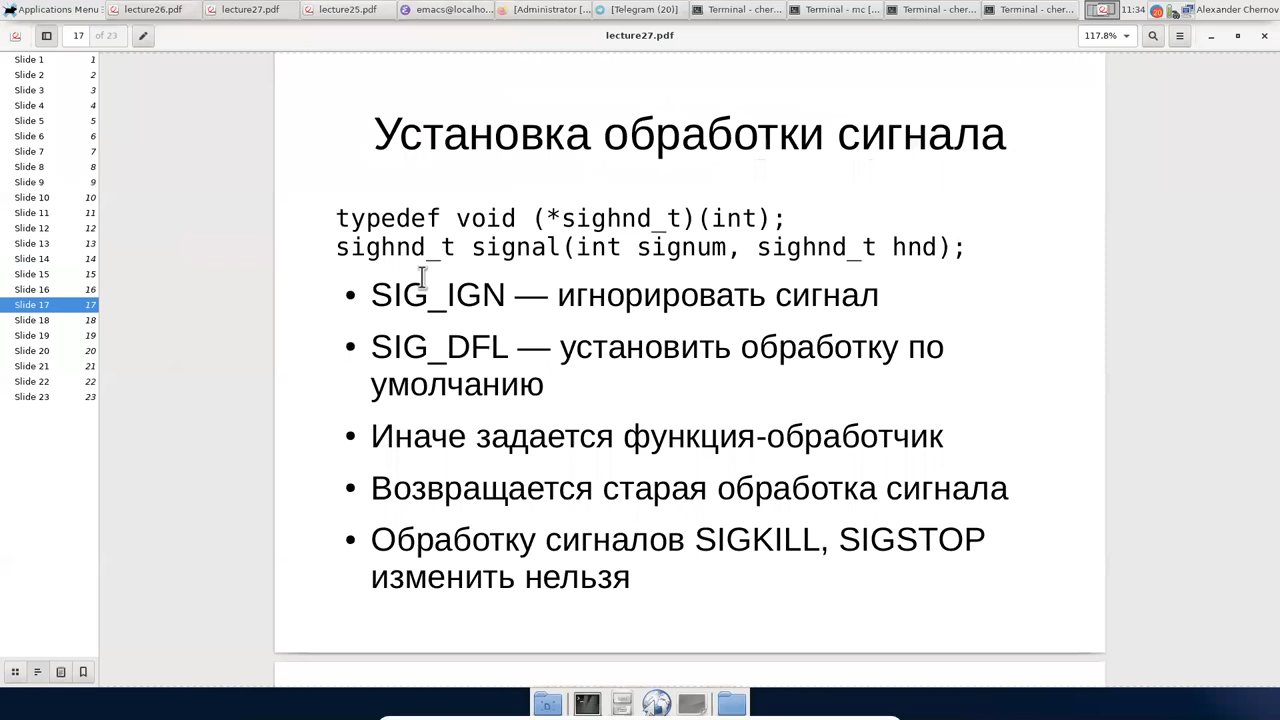 Applications Menu lecture26.pdf lecture27.pdf lecture25.pdf emacs@localho... [Administrator [... [Telegram (20)] Terminal - cher... Terminal - mc [... Terminal - cher... Terminal - cher... 11:34 20 Alexander Chernov
17 of 23 lecture27.pdf 117.8%
Slide 1 1
Slide 2 2
Slide 3 3
Slide 4 4
Slide 5 5
Slide 6 6
Slide 7 7
Slide 8 8
Slide 9 9
Slide 10 10
Slide 11 11
Slide 12 12
Slide 13 13
Slide 14 14
Slide 15 15
Slide 16 16
Slide 17 17
Slide 18 18
Slide 19 19
Slide 20 20
Slide 21 21
Slide 22 22
Slide 23 23
Установка обработки сигнала
typedef void (*sighnd_t)(int);
sighnd_t signal(int signum, sighnd_t hnd);
• SIG_IGN — игнорировать сигнал
• SIG_DFL — установить обработку по
умолчанию
• Иначе задается функция-обработчик
• Возвращается старая обработка сигнала
• Обработку сигналов SIGKILL, SIGSTOP
изменить нельзя